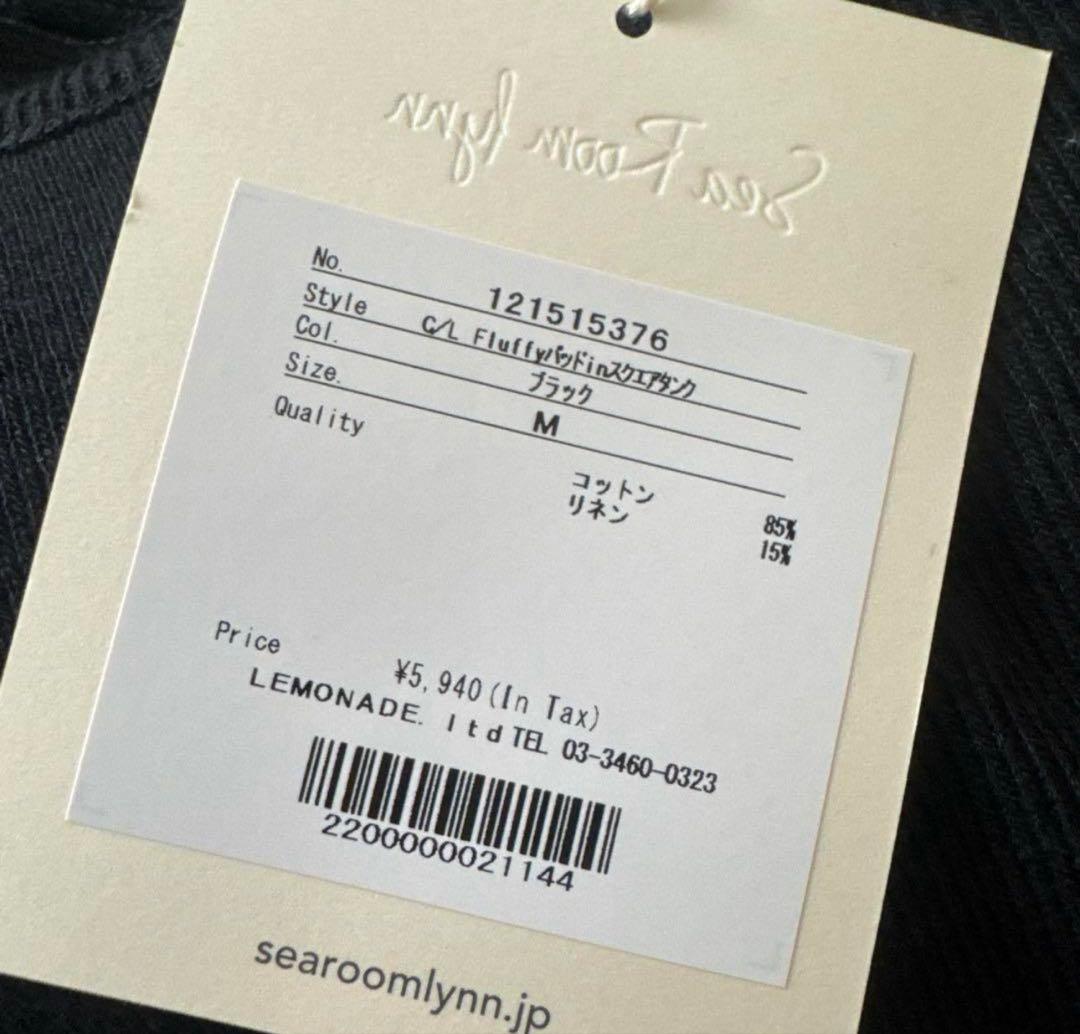 Sea Room lynn
No. 121515376
Style C/L Fluffyパッドinスクエアタンク
Col. ブラック
Size. M
Quality
コットン 85%
リネン 15%
Price ¥5,940(In Tax)
LEMONADE. ltd TEL 03-3460-0323
2200000021144
searoomlynn.jp